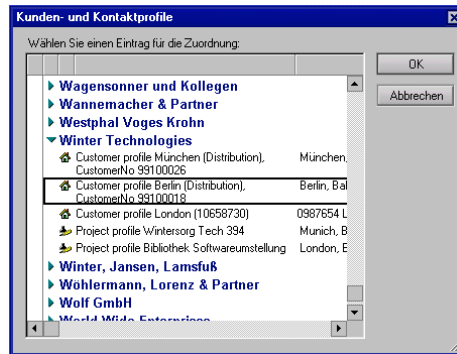 Kunden- und Kontaktprofile
Wählen Sie einen Eintrag für die Zuordnung:
OK
Abbrechen
Wagensonner und Kollegen
Wannemacher & Partner
Westphal Voges Krohn
Winter Technologies
Customer profile München (Distribution), München,
CustomerNo 99100026
Customer profile Berlin (Distribution), Berlin, Bal
CustomerNo 99100018
Customer profile London (10658730) 0987654 L
Project profile Wintersorg Tech 394 Munich, B
Project profile Bibliothek Softwareumstellung London, E
Winter, Jansen, Lamsfuß
Wöhlermann, Lorenz & Partner
Wolf GmbH
World Wide Enterprises